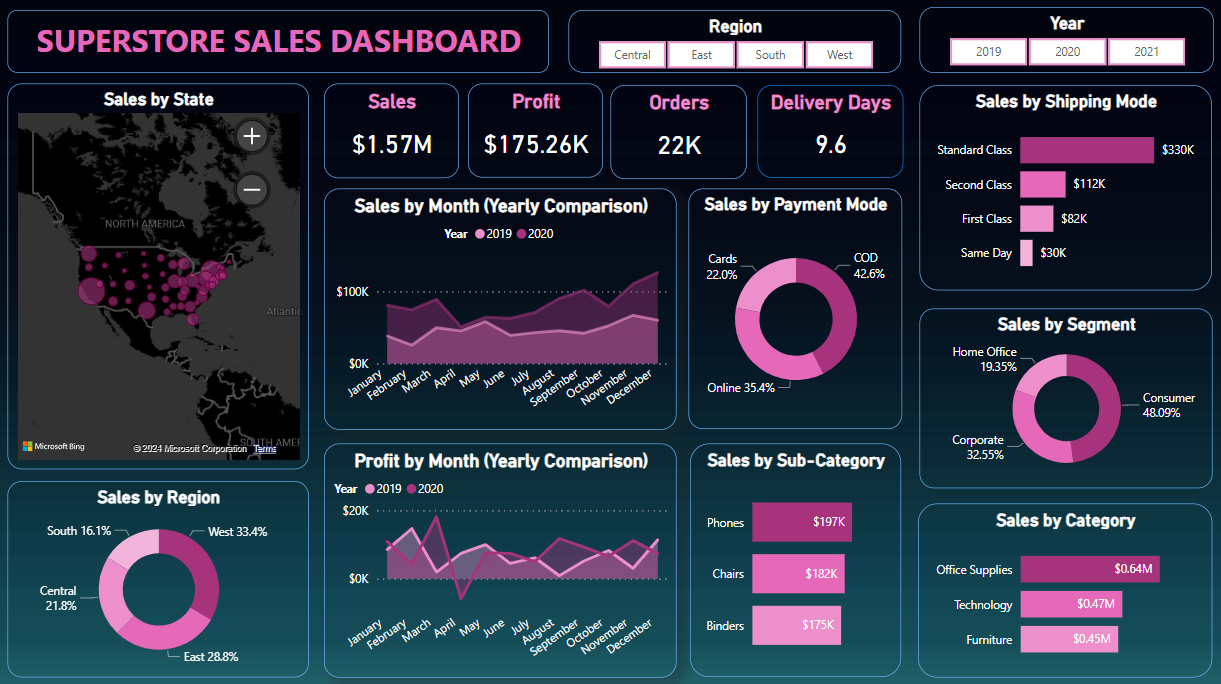 SUPERSTORE SALES DASHBOARD
Region
Central East South West
Year
2019 2020 2021
Sales by State
NORTH AMERICA
Atlantic
SOUTH AMER
Microsoft Bing
© 2024 Microsoft Corporation Terms
Sales
$1.57M
Profit
$175.26K
Orders
22K
Delivery Days
9.6
Sales by Shipping Mode
Standard Class $330K
Second Class $112K
First Class $82K
Same Day $30K
Sales by Month (Yearly Comparison)
Year 2019 2020
$100K
$0K
January February March April May June July August September October November December
Sales by Payment Mode
Cards
22.0%
COD
42.6%
Online 35.4%
Sales by Segment
Home Office
19.35%
Consumer
48.09%
Corporate
32.55%
Sales by Region
South 16.1%
West 33.4%
Central
21.8%
East 28.8%
Profit by Month (Yearly Comparison)
Year 2019 2020
$20K
$0K
January February March April May June July August September October November December
Sales by Sub-Category
Phones $197K
Chairs $182K
Binders $175K
Sales by Category
Office Supplies $0.64M
Technology $0.47M
Furniture $0.45M